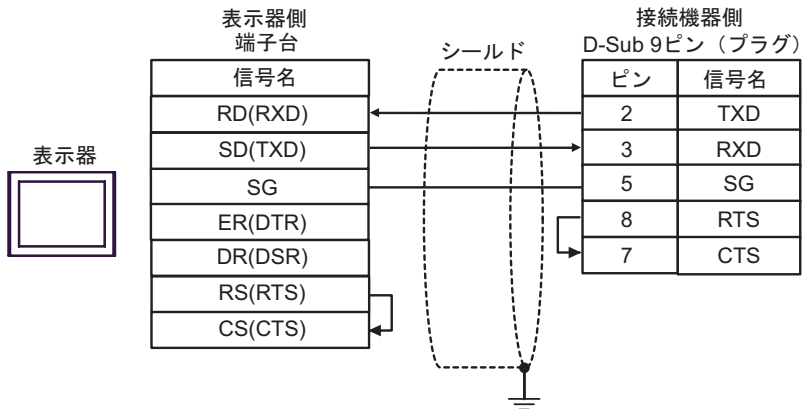 表示器側
端子台
信号名
RD(RXD)
SD(TXD)
SG
ER(DTR)
DR(DSR)
RS(RTS)
CS(CTS)
表示器
シールド
接続機器側
D-Sub 9ピン（プラグ）
ピン 信号名
2 TXD
3 RXD
5 SG
8 RTS
7 CTS